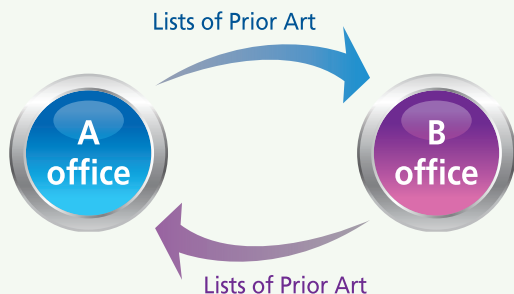 Lists of Prior Art
A
office
B
office
Lists of Prior Art